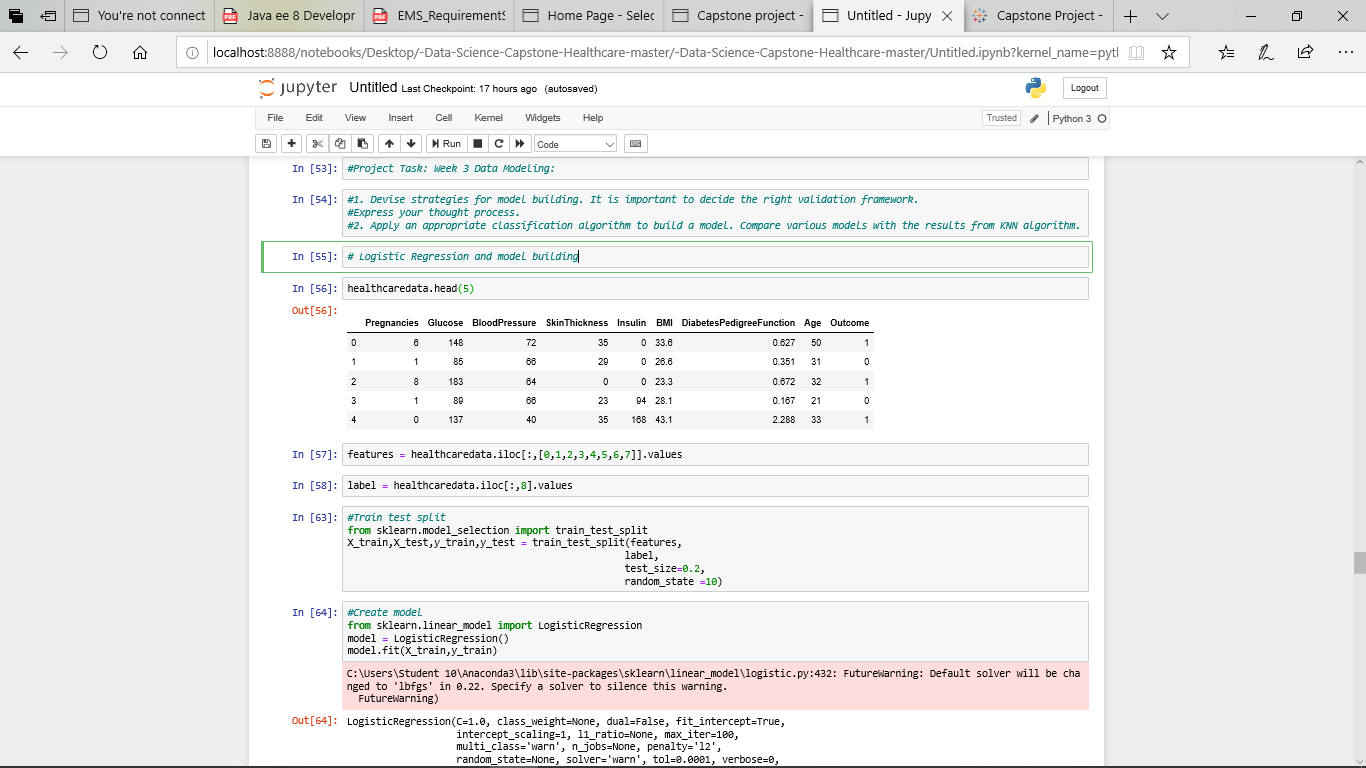 You're not connect
Java ee 8 Developr
EMS_Requirements
Home Page - Selec
Capstone project -
Untitled - Jupy
Capstone Project -
localhost:8888/notebooks/Desktop/-Data-Science-Capstone-Healthcare-master/-Data-Science-Capstone-Healthcare-master/Untitled.ipynb?kernel_name=pytl
jupyter Untitled Last Checkpoint: 17 hours ago (autosaved)
Logout
File Edit View Insert Cell Kernel Widgets Help
Trusted Python 3
Run Code
In [53]: #Project Task: Week 3 Data Modeling:
In [54]: #1. Devise strategies for model building. It is important to decide the right validation framework.
#Express your thought process.
#2. Apply an appropriate classification algorithm to build a model. Compare various models with the results from KNN algorithm.
In [55]: # Logistic Regression and model building
In [56]: healthcaredata.head(5)
Out[56]:
Pregnancies Glucose BloodPressure SkinThickness Insulin BMI DiabetesPedigreeFunction Age Outcome
0 6 148 72 35 0 33.6 0.627 50 1
1 1 85 66 29 0 26.6 0.351 31 0
2 8 183 64 0 0 23.3 0.672 32 1
3 1 89 66 23 94 28.1 0.167 21 0
4 0 137 40 35 168 43.1 2.288 33 1
In [57]: features = healthcaredata.iloc[:,[0,1,2,3,4,5,6,7]].values
In [58]: label = healthcaredata.iloc[:,8].values
In [63]: #Train test split
from sklearn.model_selection import train_test_split
X_train,X_test,y_train,y_test = train_test_split(features,
label,
test_size=0.2,
random_state =10)
In [64]: #Create model
from sklearn.linear_model import LogisticRegression
model = LogisticRegression()
model.fit(X_train,y_train)
C:\Users\Student 10\Anaconda3\lib\site-packages\sklearn\linear_model\logistic.py:432: FutureWarning: Default solver will be cha
nged to 'lbfgs' in 0.22. Specify a solver to silence this warning.
FutureWarning)
Out[64]: LogisticRegression(C=1.0, class_weight=None, dual=False, fit_intercept=True,
intercept_scaling=1, l1_ratio=None, max_iter=100,
multi_class='warn', n_jobs=None, penalty='l2',
random_state=None, solver='warn', tol=0.0001, verbose=0,